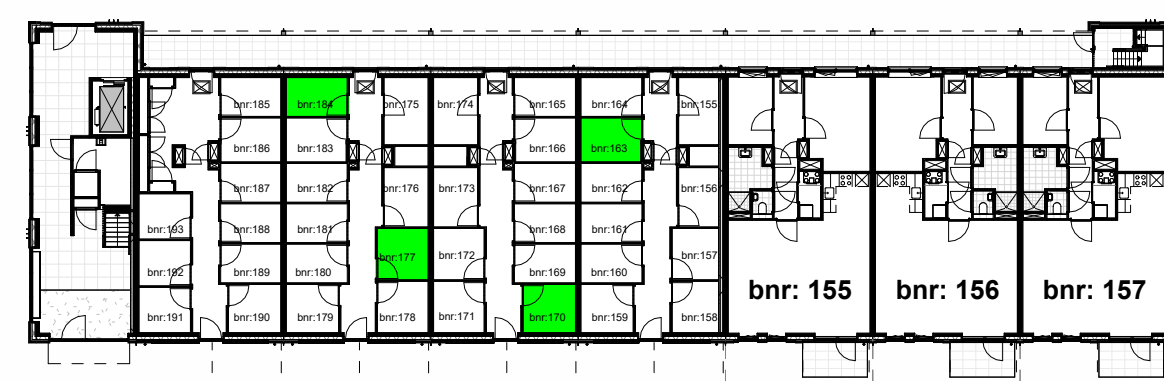 bnr:185
bnr:184
bnr:175
bnr:174
bnr:165
bnr:164
bnr:155
bnr:186
bnr:183
bnr:166
bnr:163
bnr:187
bnr:182
bnr:176
bnr:173
bnr:167
bnr:162
bnr:156
bnr:193
bnr:188
bnr:181
bnr:168
bnr:161
bnr:192
bnr:189
bnr:180
bnr:177
bnr:172
bnr:169
bnr:160
bnr:157
bnr:191
bnr:190
bnr:179
bnr:178
bnr:171
bnr:170
bnr:159
bnr:158
bnr: 155
bnr: 156
bnr: 157